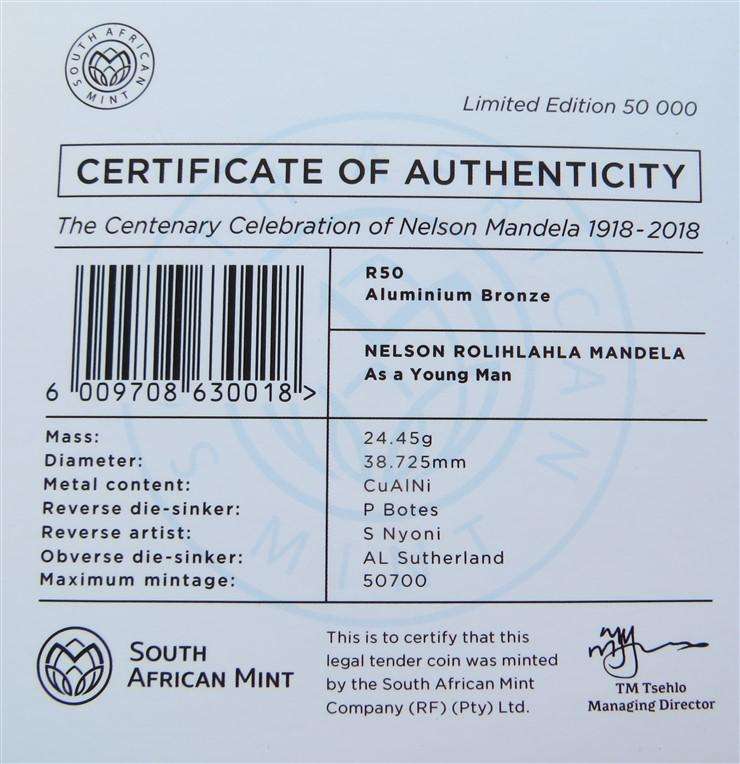 SOUTH AFRICAN MINT
Limited Edition 50 000
CERTIFICATE OF AUTHENTICITY
The Centenary Celebration of Nelson Mandela 1918-2018
R50
Aluminium Bronze
6 009708 630018 >
NELSON ROLIHLAHLA MANDELA
As a Young Man
Mass: 24.45g
Diameter: 38.725mm
Metal content: CuAlNi
Reverse die-sinker: P Botes
Reverse artist: S Nyoni
Obverse die-sinker: AL Sutherland
Maximum mintage: 50700
SOUTH
AFRICAN MINT
This is to certify that this
legal tender coin was minted
by the South African Mint
Company (RF) (Pty) Ltd.
TM Tsehlo
Managing Director
SOUTH AFRICAN MINT